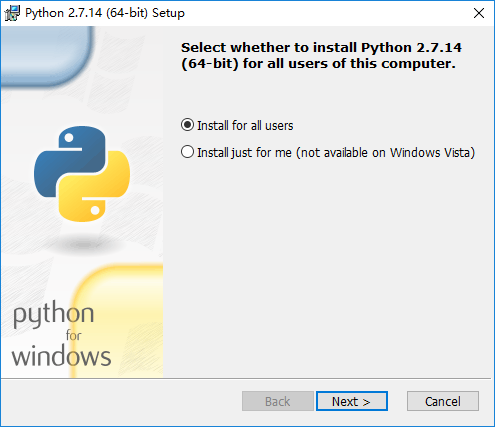 Python 2.7.14 (64-bit) Setup
Select whether to install Python 2.7.14
(64-bit) for all users of this computer.
Install for all users
Install just for me (not available on Windows Vista)
python
for
windows
Back
Next >
Cancel